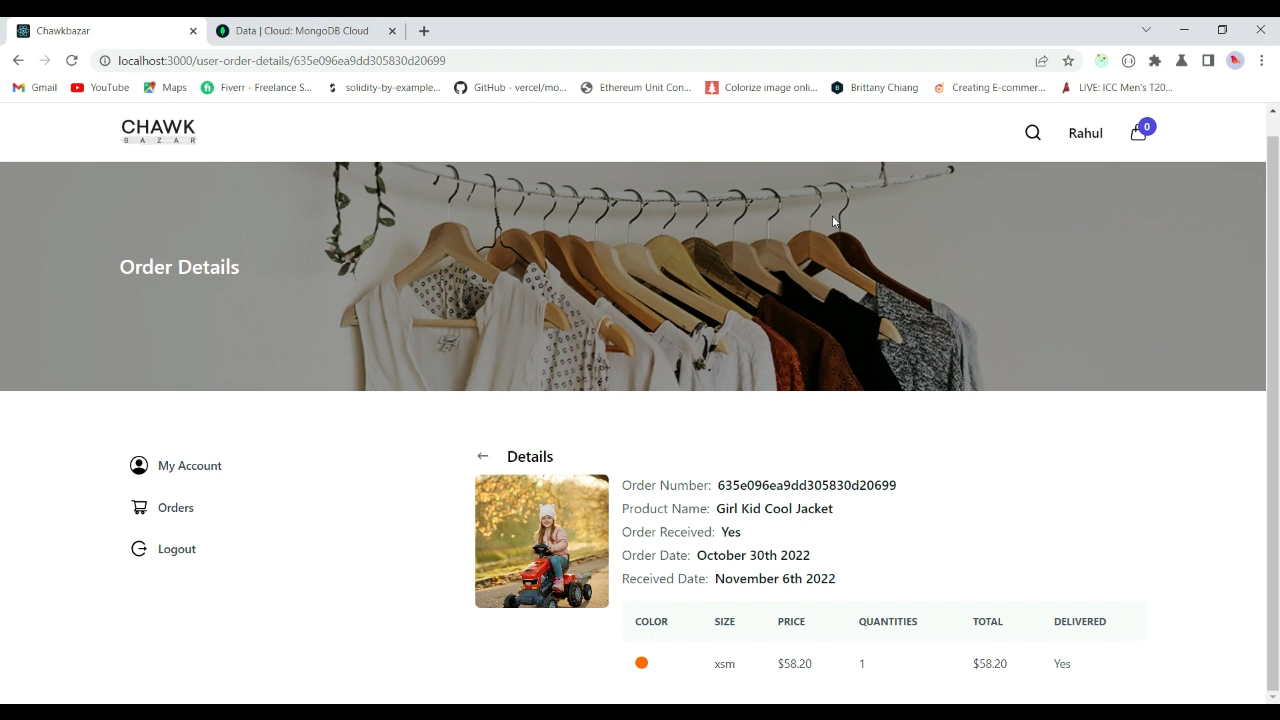 Chawkbazar
Data | Cloud: MongoDB Cloud
localhost:3000/user-order-details/635e096ea9dd305830d20699
Gmail YouTube Maps Fiverr - Freelance S... solidity-by-example... GitHub - vercel/mo... Ethereum Unit Con... Colorize image onli... Brittany Chiang Creating E-commer... LIVE: ICC Men's T20...
CHAWK
BAZAR
Rahul
0
Order Details
My Account
Orders
Logout
Details
Order Number: 635e096ea9dd305830d20699
Product Name: Girl Kid Cool Jacket
Order Received: Yes
Order Date: October 30th 2022
Received Date: November 6th 2022
COLOR SIZE PRICE QUANTITIES TOTAL DELIVERED
xsm $58.20 1 $58.20 Yes